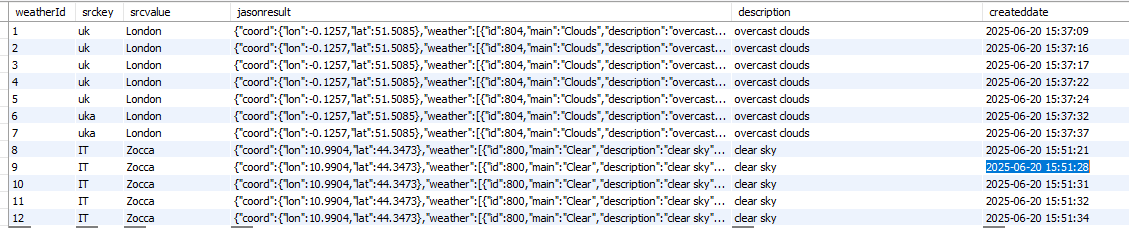 weatherId srckey srcvalue jasonresult description createddate
1 uk London {"coord":{"lon":-0.1257,"lat":51.5085},"weather":[{"id":804,"main":"Clouds","description":"overcast... overcast clouds 2025-06-20 15:37:09
2 uk London {"coord":{"lon":-0.1257,"lat":51.5085},"weather":[{"id":804,"main":"Clouds","description":"overcast... overcast clouds 2025-06-20 15:37:16
3 uk London {"coord":{"lon":-0.1257,"lat":51.5085},"weather":[{"id":804,"main":"Clouds","description":"overcast... overcast clouds 2025-06-20 15:37:17
4 uk London {"coord":{"lon":-0.1257,"lat":51.5085},"weather":[{"id":804,"main":"Clouds","description":"overcast... overcast clouds 2025-06-20 15:37:22
5 uk London {"coord":{"lon":-0.1257,"lat":51.5085},"weather":[{"id":804,"main":"Clouds","description":"overcast... overcast clouds 2025-06-20 15:37:24
6 uka London {"coord":{"lon":-0.1257,"lat":51.5085},"weather":[{"id":804,"main":"Clouds","description":"overcast... overcast clouds 2025-06-20 15:37:32
7 uka London {"coord":{"lon":-0.1257,"lat":51.5085},"weather":[{"id":804,"main":"Clouds","description":"overcast... overcast clouds 2025-06-20 15:37:37
8 IT Zocca {"coord":{"lon":10.9904,"lat":44.3473},"weather":[{"id":800,"main":"Clear","description":"clear sky"... clear sky 2025-06-20 15:51:21
9 IT Zocca {"coord":{"lon":10.9904,"lat":44.3473},"weather":[{"id":800,"main":"Clear","description":"clear sky"... clear sky 2025-06-20 15:51:28
10 IT Zocca {"coord":{"lon":10.9904,"lat":44.3473},"weather":[{"id":800,"main":"Clear","description":"clear sky"... clear sky 2025-06-20 15:51:31
11 IT Zocca {"coord":{"lon":10.9904,"lat":44.3473},"weather":[{"id":800,"main":"Clear","description":"clear sky"... clear sky 2025-06-20 15:51:32
12 IT Zocca {"coord":{"lon":10.9904,"lat":44.3473},"weather":[{"id":800,"main":"Clear","description":"clear sky"... clear sky 2025-06-20 15:51:34